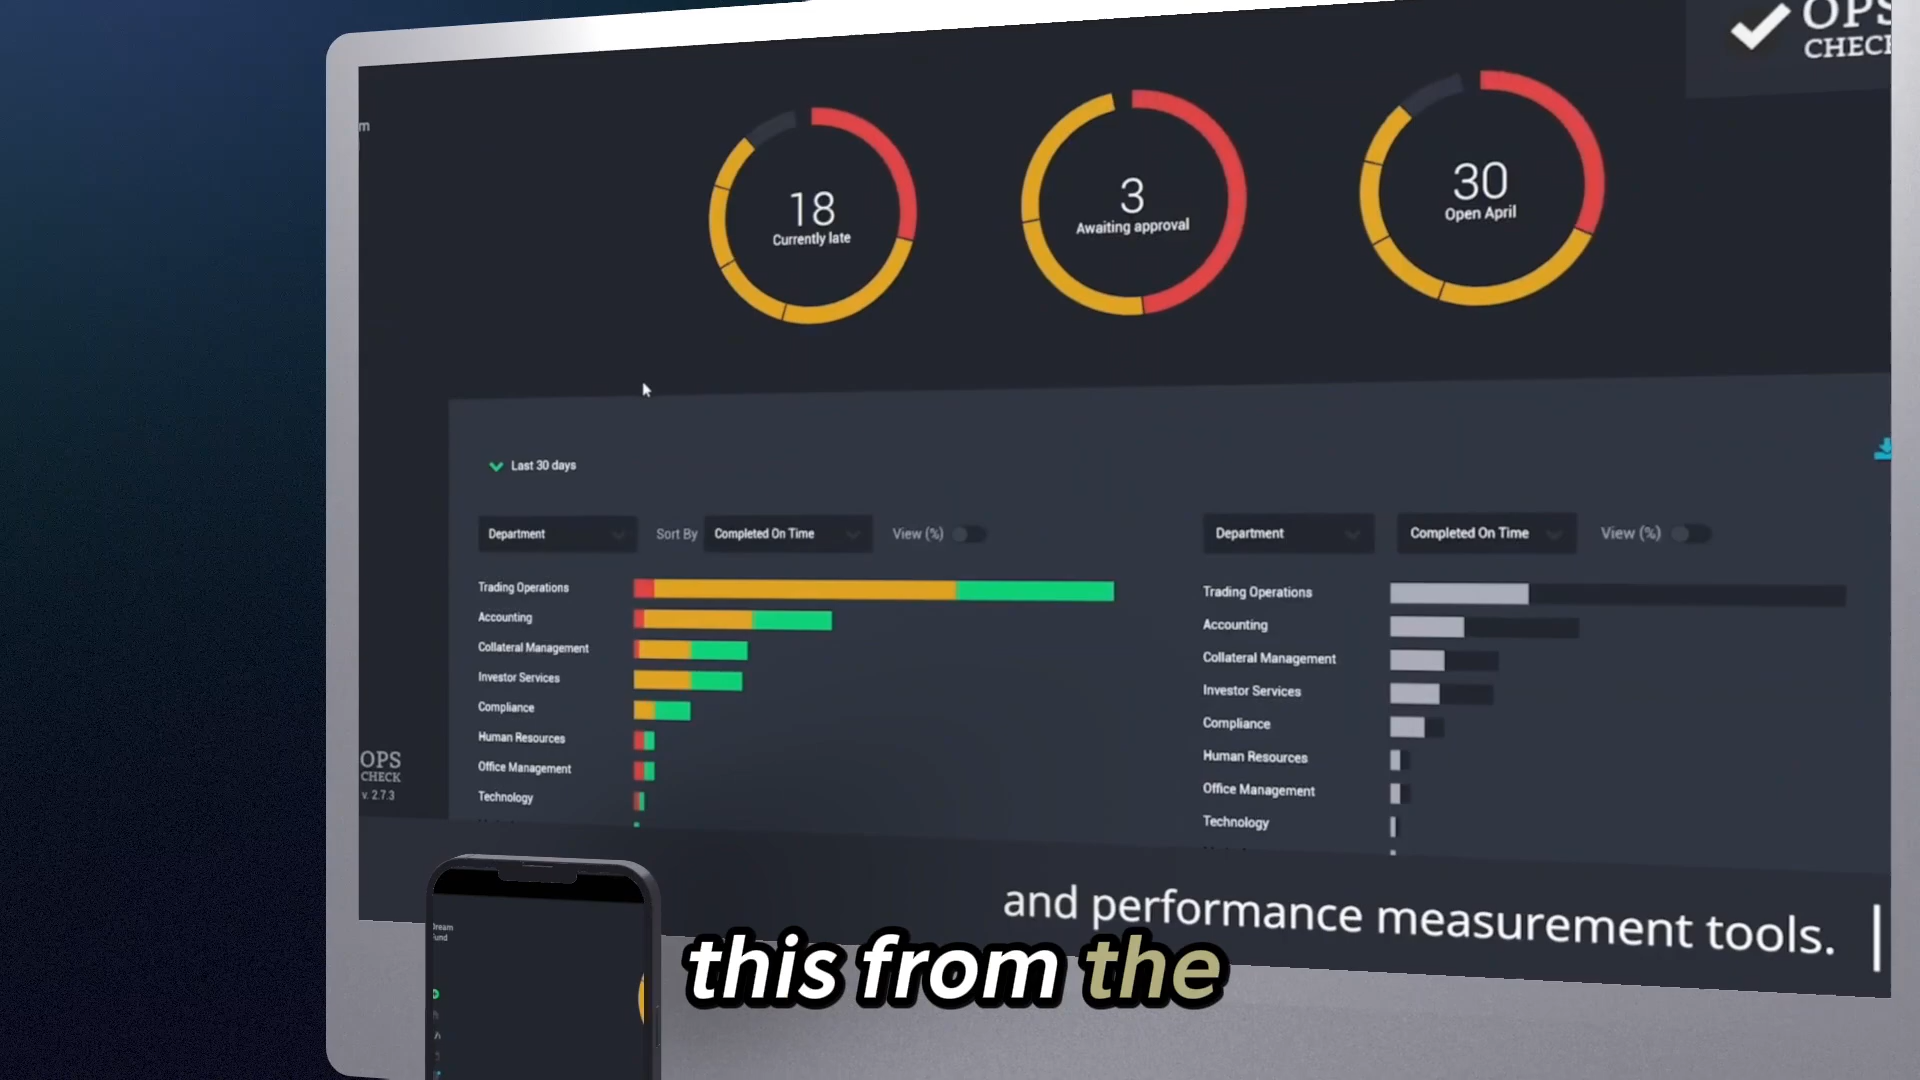 OPS
CHECK
m
18
Currently late
3
Awaiting approval
30
Open April
Last 30 days
Department
Sort By
Completed On Time
View (%)
Department
Completed On Time
View (%)
Trading Operations
Accounting
Collateral Management
Investor Services
Compliance
Human Resources
Office Management
Technology
Trading Operations
Accounting
Collateral Management
Investor Services
Compliance
Human Resources
Office Management
Technology
OPS
CHECK
v. 2.7.3
and performance measurement tools.
this from the
Dream
Fund